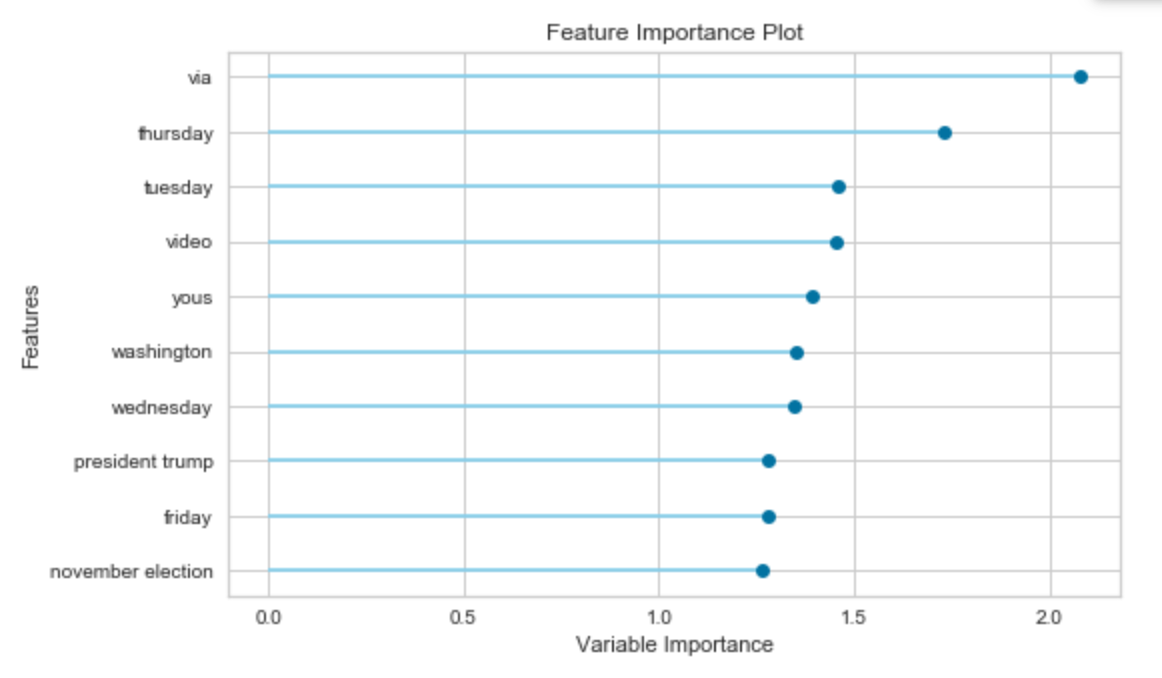 Feature Importance Plot
via
thursday
tuesday
video
yous
washington
wednesday
president trump
friday
november election
Features
0.0 0.5 1.0 1.5 2.0
Variable Importance